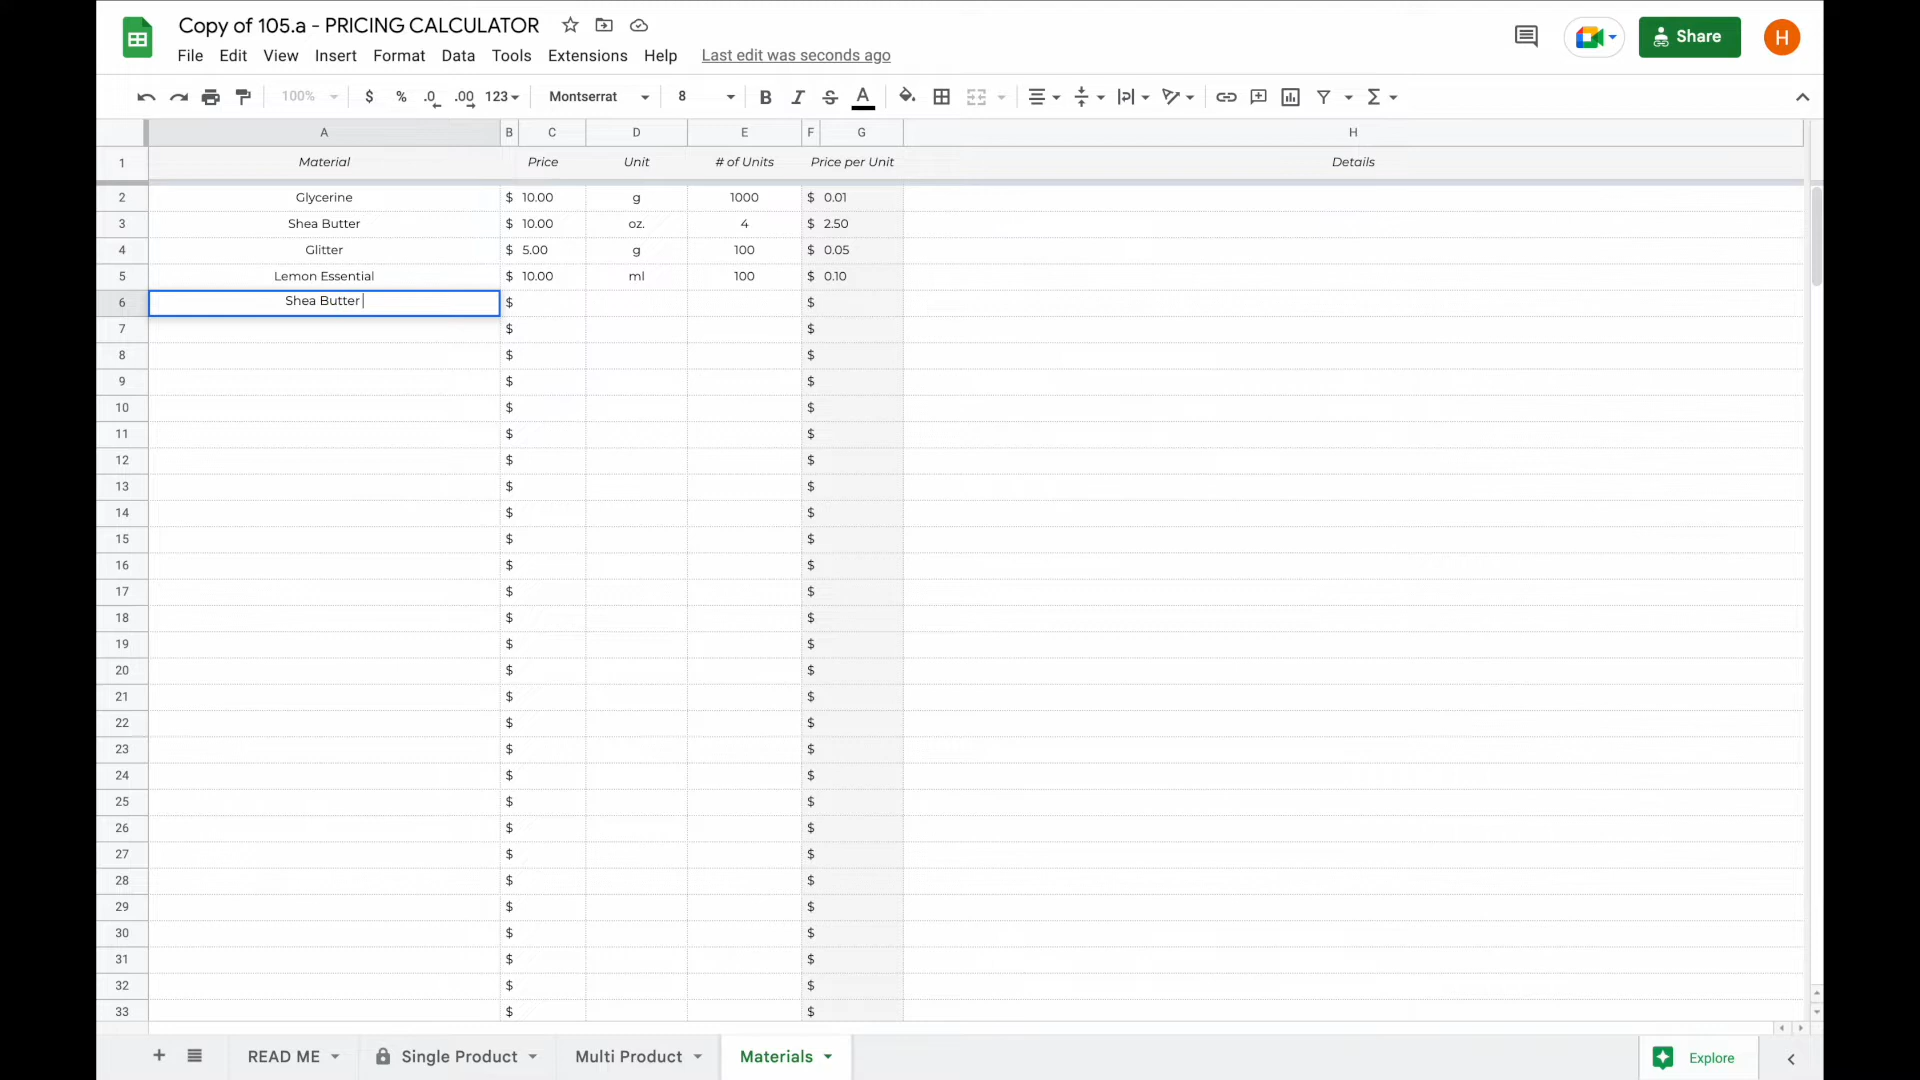 Copy of 105.a - PRICING CALCULATOR
File Edit View Insert Format Data Tools Extensions Help Last edit was seconds ago
Share
H
100% $ % .0 .00 123 Montserrat 8 B I S A
A B C D E F G H
1 Material Price Unit # of Units Price per Unit Details
2 Glycerine $ 10.00 g 1000 $ 0.01
3 Shea Butter $ 10.00 oz. 4 $ 2.50
4 Glitter $ 5.00 g 100 $ 0.05
5 Lemon Essential $ 10.00 ml 100 $ 0.10
6 Shea Butter $ $
7 $ $
8 $ $
9 $ $
10 $ $
11 $ $
12 $ $
13 $ $
14 $ $
15 $ $
16 $ $
17 $ $
18 $ $
19 $ $
20 $ $
21 $ $
22 $ $
23 $ $
24 $ $
25 $ $
26 $ $
27 $ $
28 $ $
29 $ $
30 $ $
31 $ $
32 $ $
33 $ $
READ ME Single Product Multi Product Materials Explore